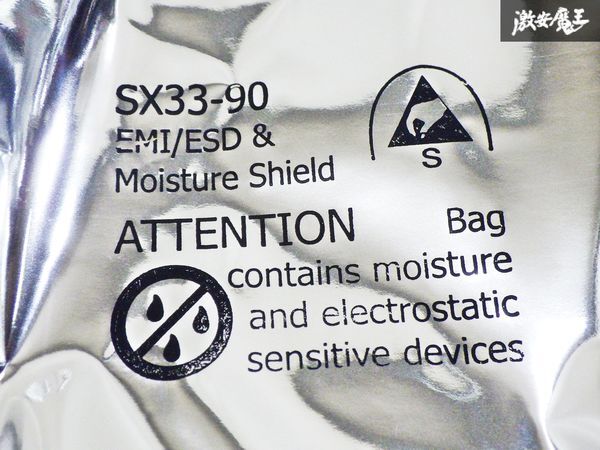 激安魔王
SX33-90
EMI/ESD &
Moisture Shield
S
ATTENTION Bag
contains moisture
and electrostatic
sensitive devices